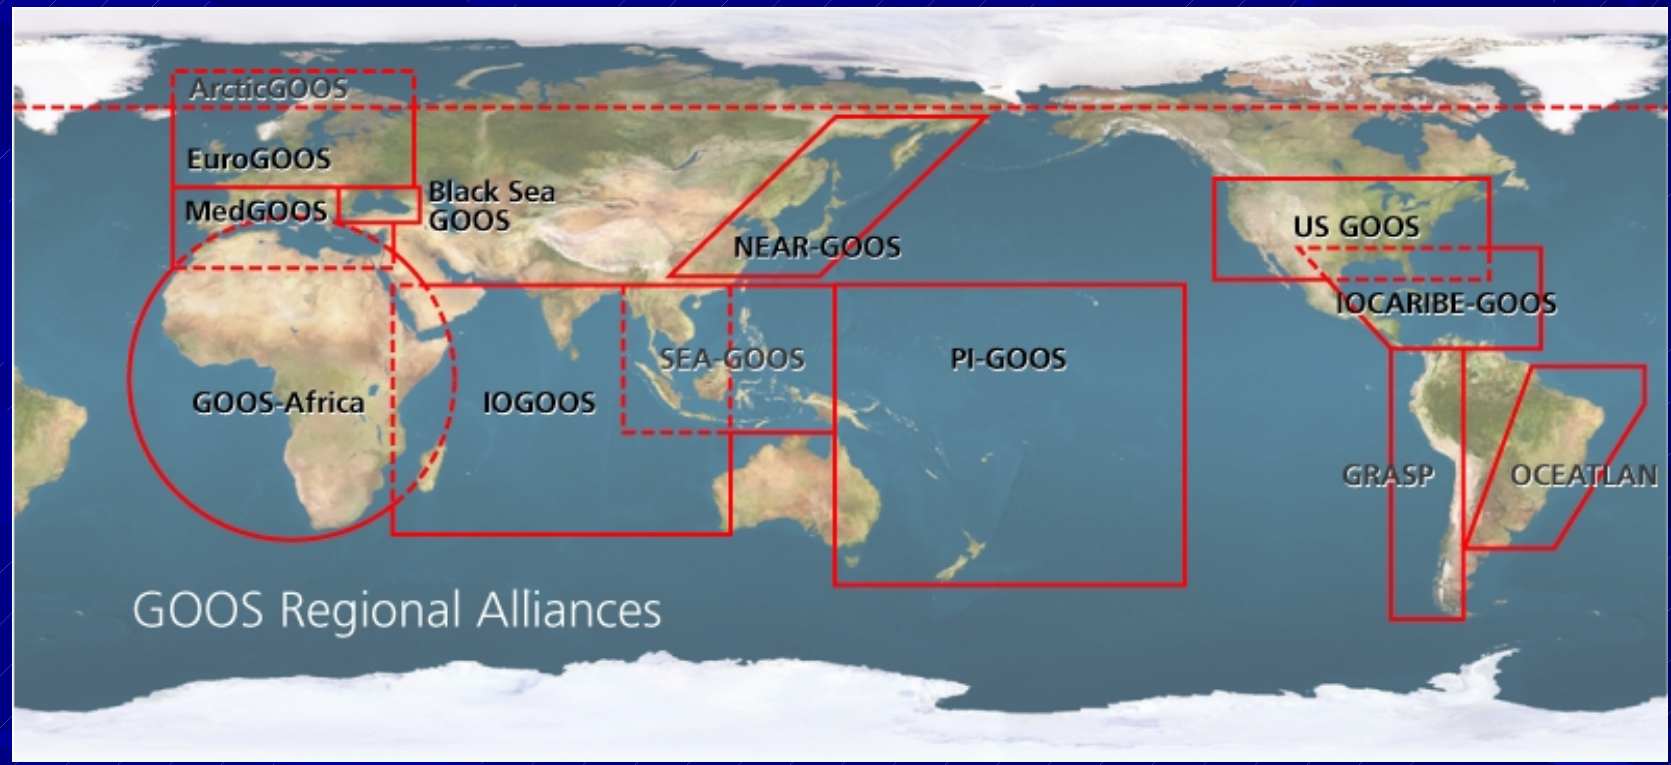 ArcticGOOS
EuroGOOS
MedGOOS
Black Sea
GOOS
NEAR-GOOS
US GOOS
IOCARIBE-GOOS
SEA-GOOS
PI-GOOS
GOOS-Africa
IOGOOS
GRASP
OCEATLAN
GOOS Regional Alliances